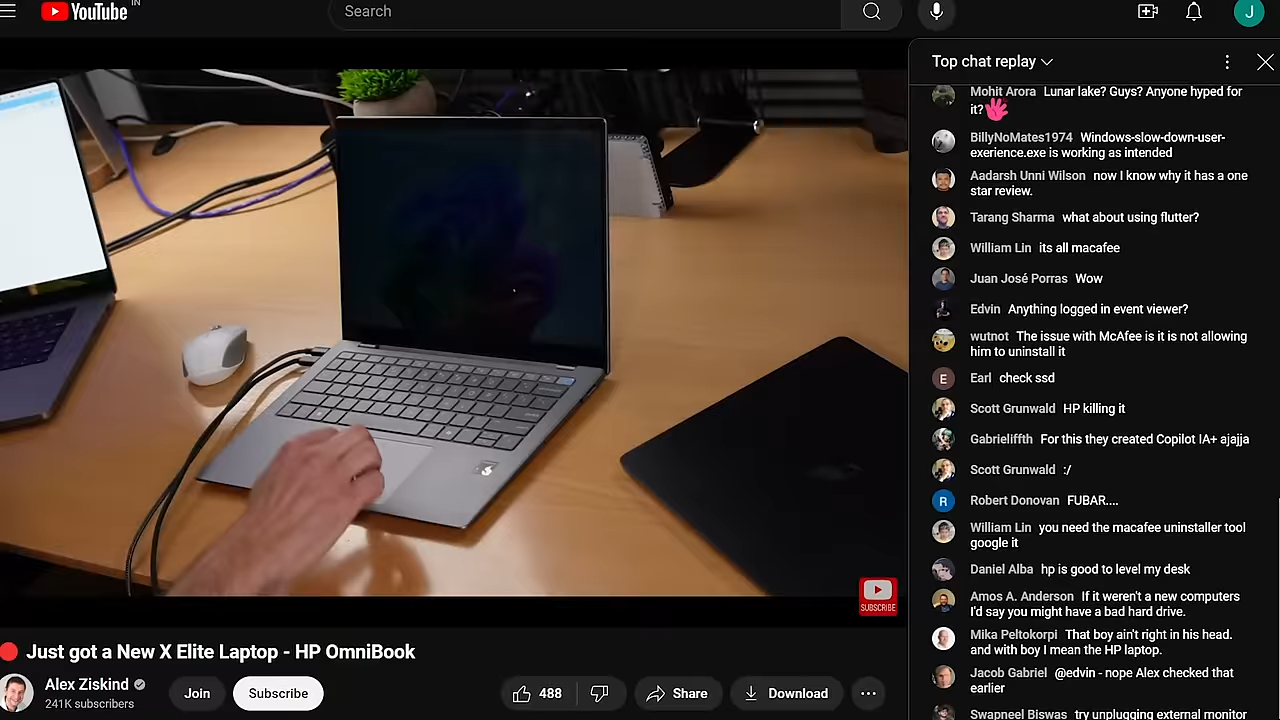 YouTube IN
Search
J
Top chat replay
Mohit Arora Lunar lake? Guys? Anyone hyped for
it?
BillyNoMates1974 Windows-slow-down-user-
exerience.exe is working as intended
Aadarsh Unni Wilson now I know why it has a one
star review.
Tarang Sharma what about using flutter?
William Lin its all macafee
Juan José Porras Wow
Edvin Anything logged in event viewer?
wutnot The issue with McAfee is it is not allowing
him to uninstall it
E
Earl check ssd
Scott Grunwald HP killing it
Gabrieliffth For this they created Copilot IA+ ajajja
Scott Grunwald :/
R
Robert Donovan FUBAR....
William Lin you need the macafee uninstaller tool
google it
Daniel Alba hp is good to level my desk
Amos A. Anderson If it weren't a new computers
I'd say you might have a bad hard drive.
Mika Peltokorpi That boy ain't right in his head.
and with boy I mean the HP laptop.
Jacob Gabriel @edvin - nope Alex checked that
earlier
Swapneel Biswas try unplugging external monitor
SUBSCRIBE
Just got a New X Elite Laptop - HP OmniBook
Alex Ziskind
241K subscribers
Join
Subscribe
488
Share
Download